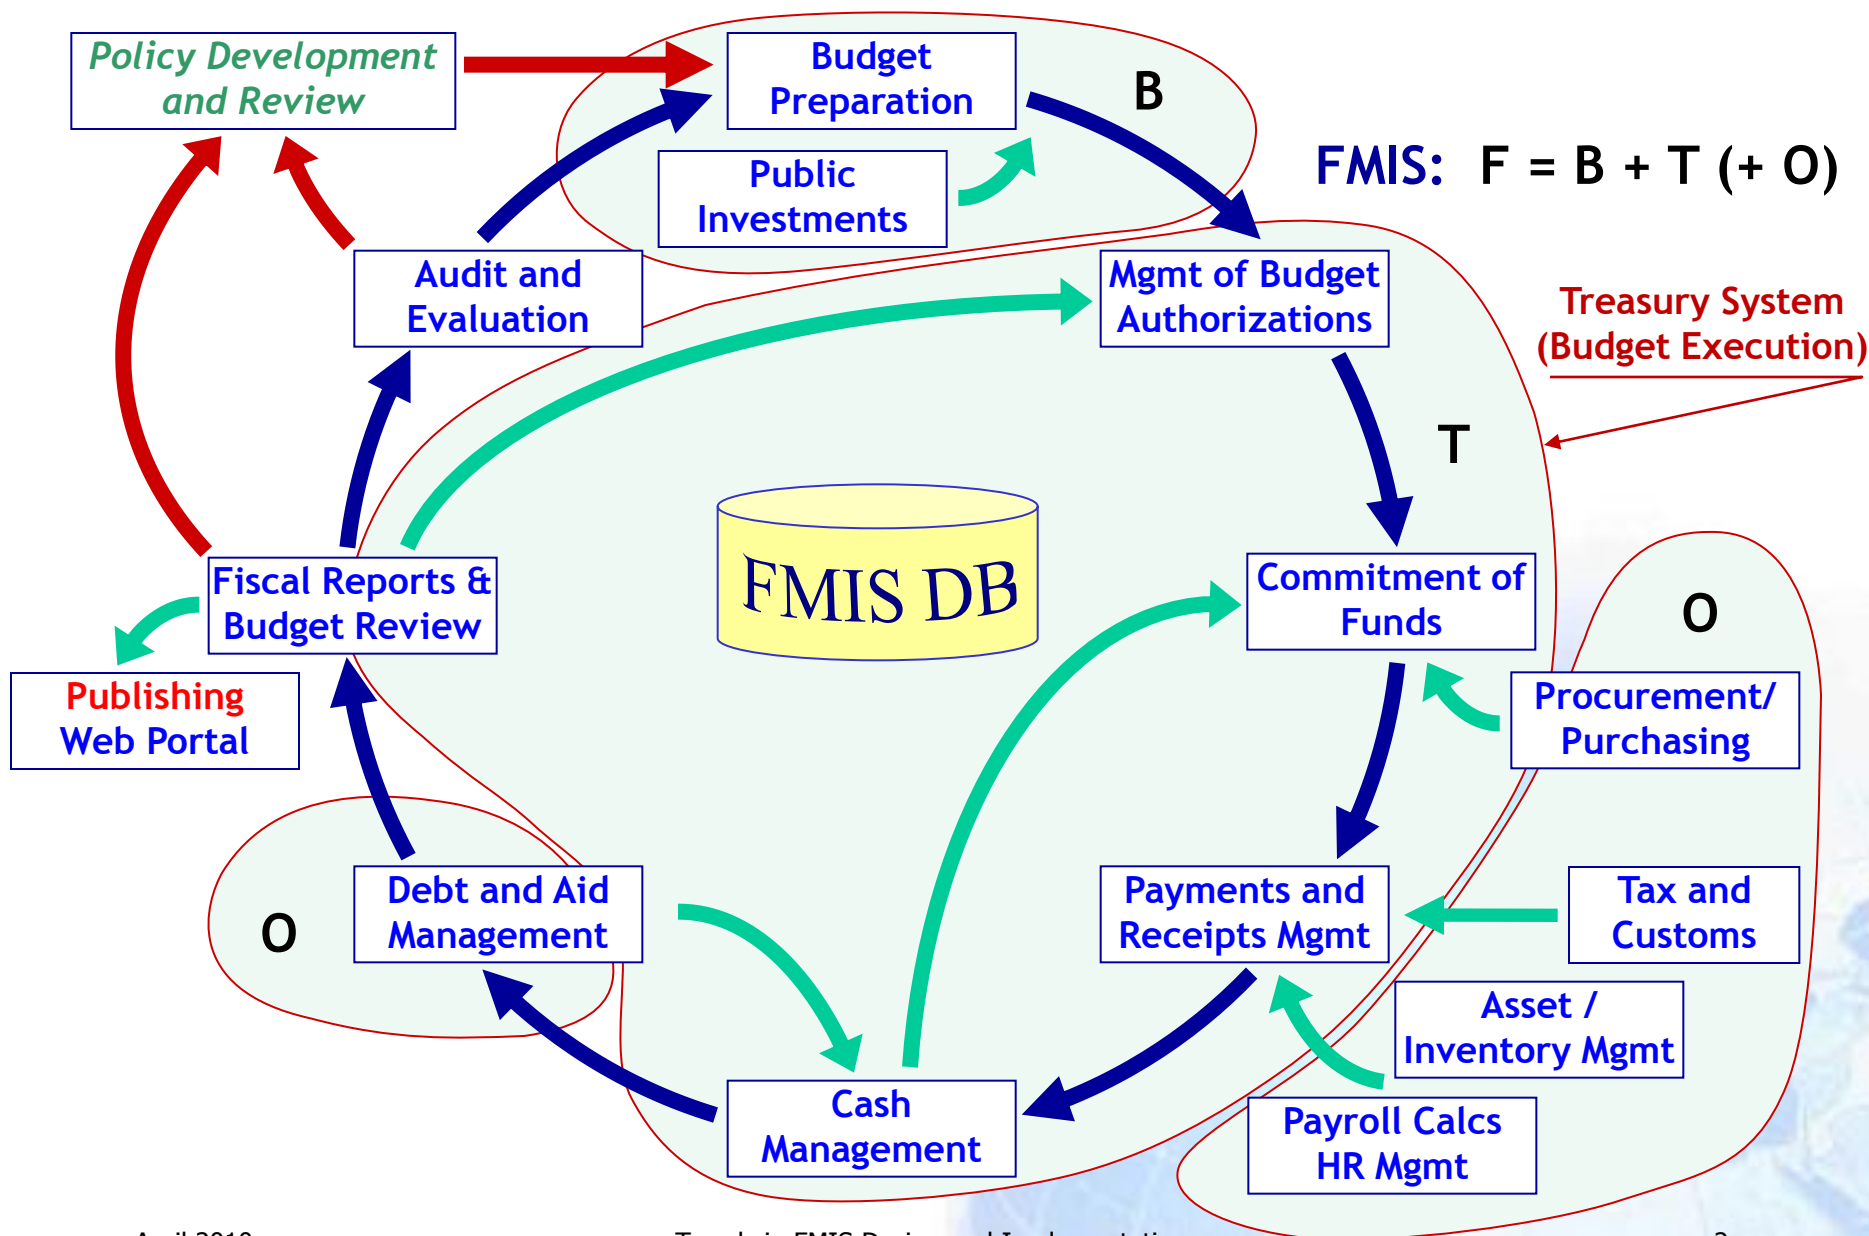 Policy Development
and Review
Budget
Preparation
B
Public
Investments
FMIS: F = B + T (+ O)
Audit and
Evaluation
Mgmt of Budget
Authorizations
Treasury System
(Budget Execution)
T
FMIS DB
Fiscal Reports &
Budget Review
Commitment of
Funds
O
Publishing
Web Portal
Procurement/
Purchasing
Debt and Aid
Management
O
Payments and
Receipts Mgmt
Tax and
Customs
Asset /
Inventory Mgmt
Cash
Management
Payroll Calcs
HR Mgmt